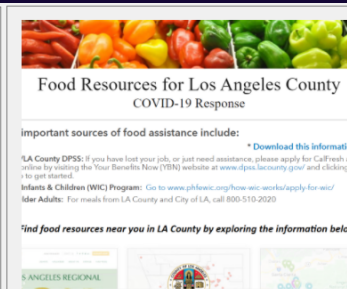 Food Resources for Los Angeles County
COVID-19 Response
important sources of food assistance include:
* Download this informati
LA County DPSS: If you have lost your job, or just need assistance, please apply for CalFresh
online by visiting the Your Benefits Now (YBN) website at www.dpss.lacounty.gov/ and clicking
to get started.
Infants & Children (WIC) Program: Go to www.phfewic.org/how-wic-works/apply-for-wic/
lder Adults: For meals from LA County and City of LA, call 800-510-2020
Find food resources near you in LA County by exploring the information belo
S ANGELES REGIONAL